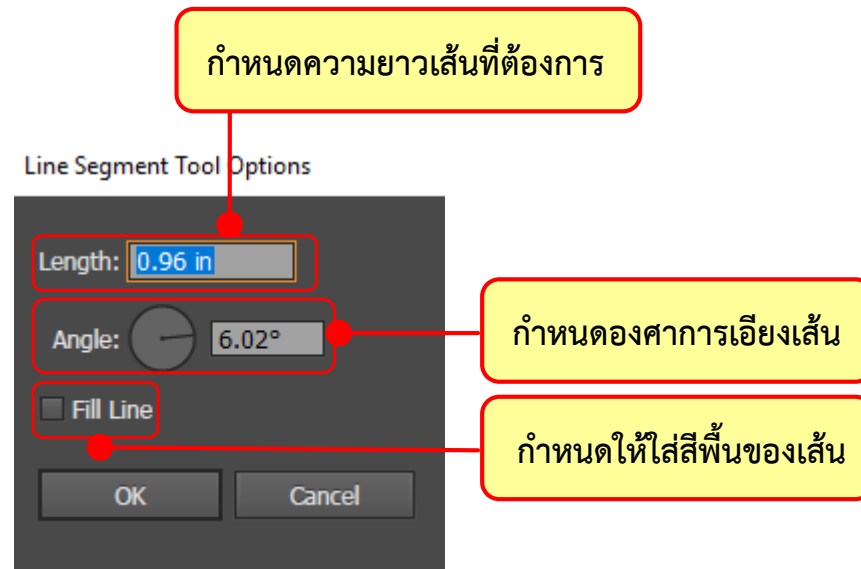 กำหนดความยาวเส้นที่ต้องการ
Line Segment Tool Options
Length: 0.96 in
Angle: 6.02°
กำหนดองศาการเอียงเส้น
Fill Line
กำหนดให้ใส่สีพื้นของเส้น
OK Cancel